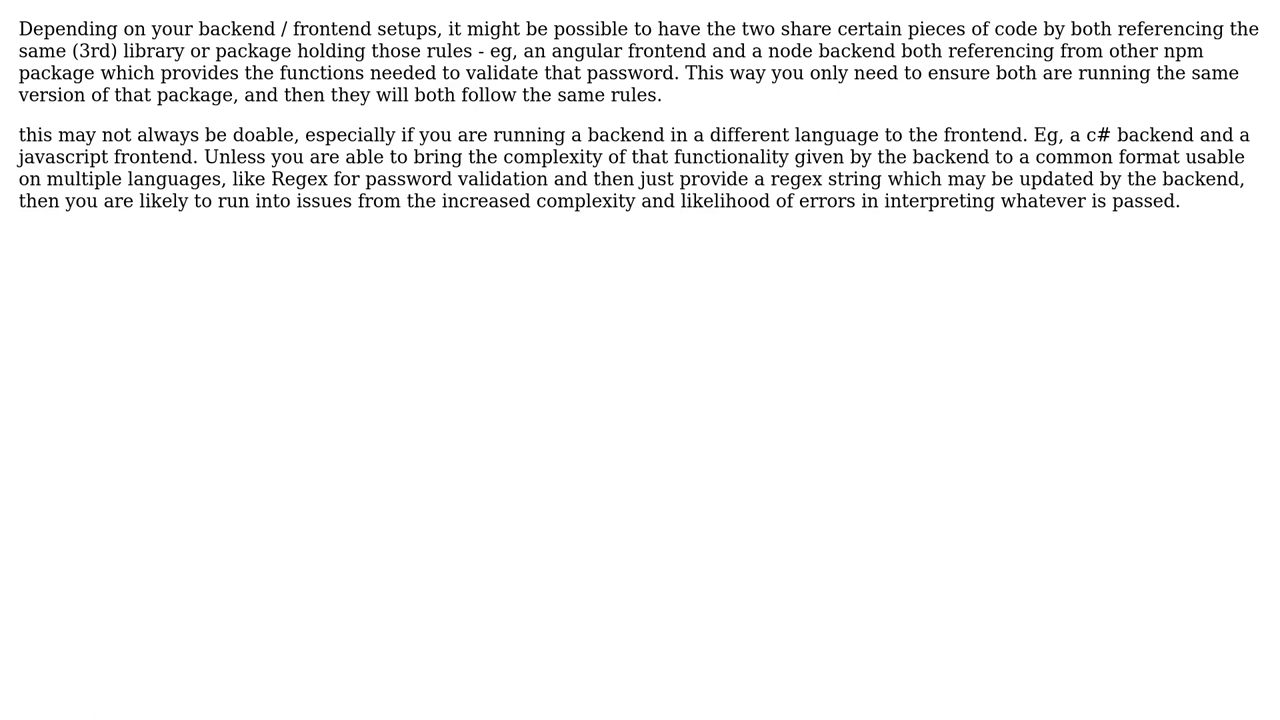 Depending on your backend / frontend setups, it might be possible to have the two share certain pieces of code by both referencing the
same (3rd) library or package holding those rules - eg, an angular frontend and a node backend both referencing from other npm
package which provides the functions needed to validate that password. This way you only need to ensure both are running the same
version of that package, and then they will both follow the same rules.
this may not always be doable, especially if you are running a backend in a different language to the frontend. Eg, a c# backend and a
javascript frontend. Unless you are able to bring the complexity of that functionality given by the backend to a common format usable
on multiple languages, like Regex for password validation and then just provide a regex string which may be updated by the backend,
then you are likely to run into issues from the increased complexity and likelihood of errors in interpreting whatever is passed.